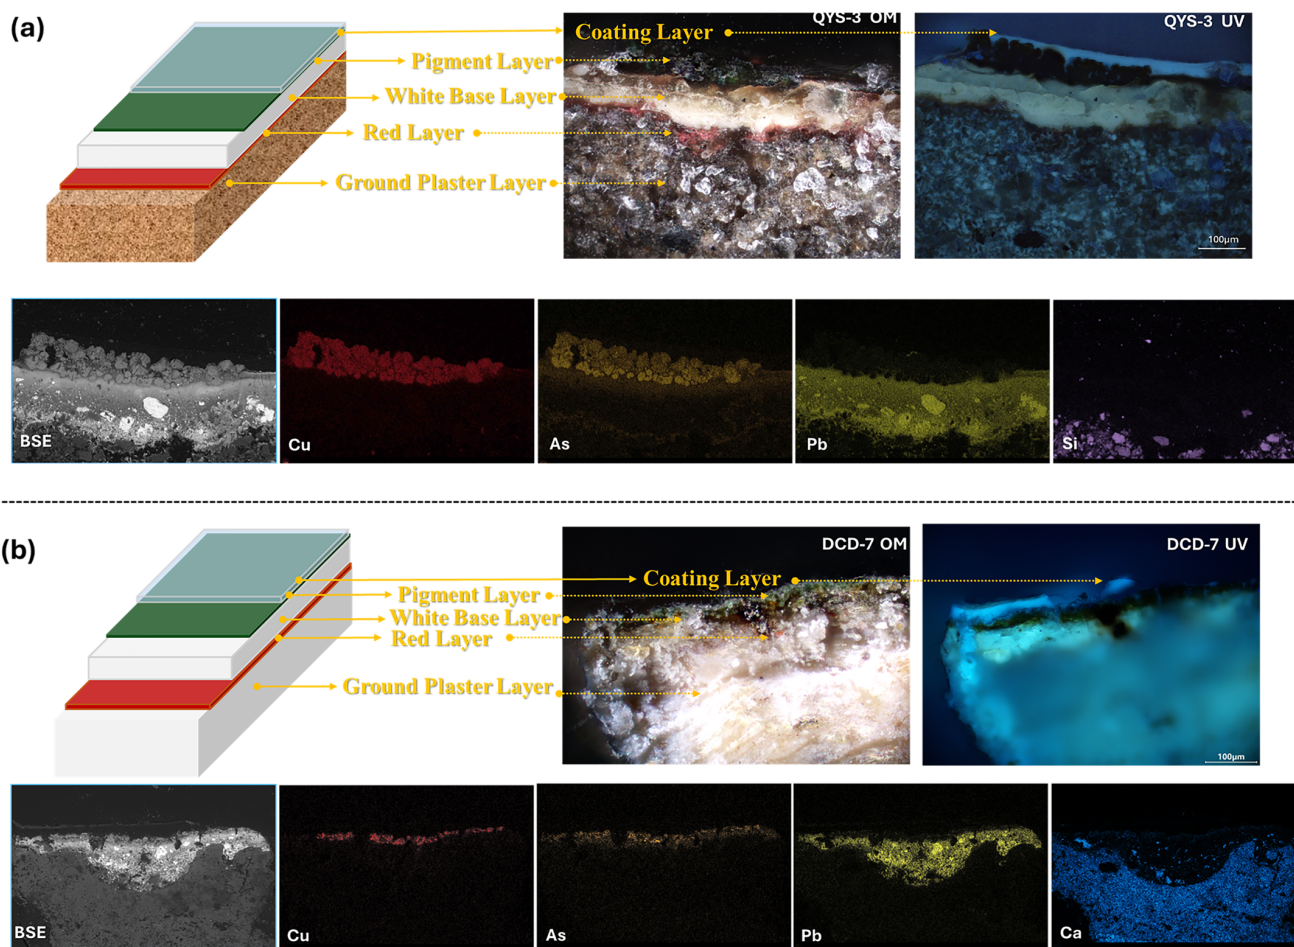 (a)
QYS-3 OM
QYS-3 UV
Coating Layer
Pigment Layer
White Base Layer
Red Layer
Ground Plaster Layer
100μm
BSE
Cu
As
Pb
Si
(b)
DCD-7 OM
DCD-7 UV
Coating Layer
Pigment Layer
White Base Layer
Red Layer
Ground Plaster Layer
100μm
BSE
Cu
As
Pb
Ca